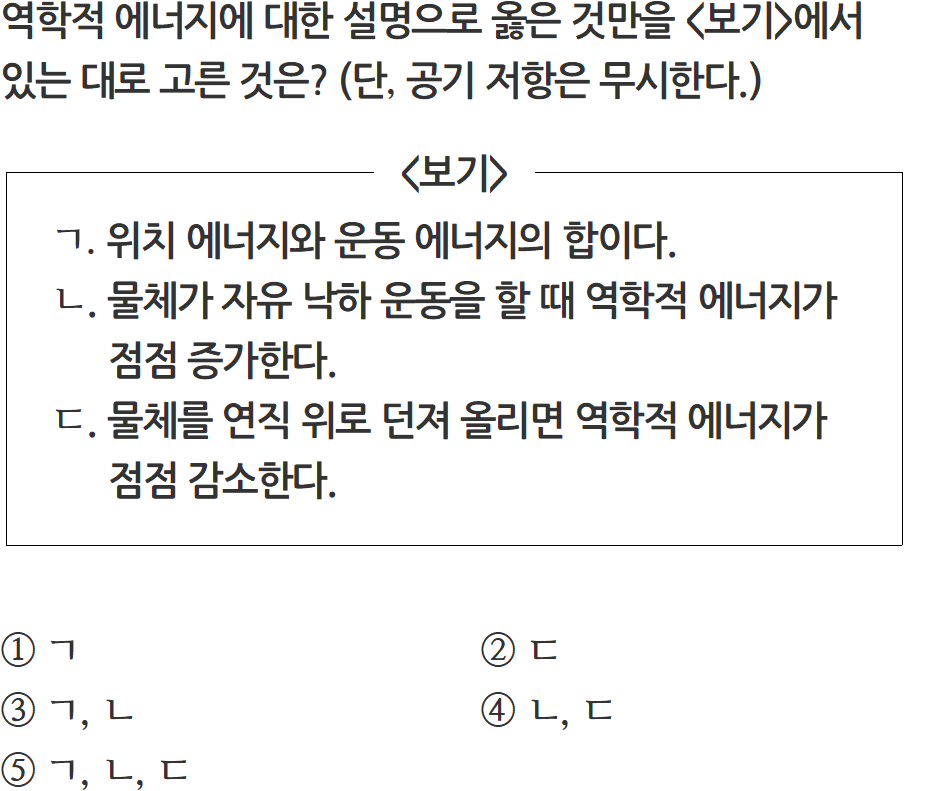 역학적 에너지에 대한 설명으로 옳은 것만을 <보기>에서
있는 대로 고른 것은? (단, 공기 저항은 무시한다.)
<보기>
ㄱ. 위치 에너지와 운동 에너지의 합이다.
ㄴ. 물체가 자유 낙하 운동을 할 때 역학적 에너지가
점점 증가한다.
ㄷ. 물체를 연직 위로 던져 올리면 역학적 에너지가
점점 감소한다.
① ㄱ ② ㄷ
③ ㄱ, ㄴ ④ ㄴ, ㄷ
⑤ ㄱ, ㄴ, ㄷ